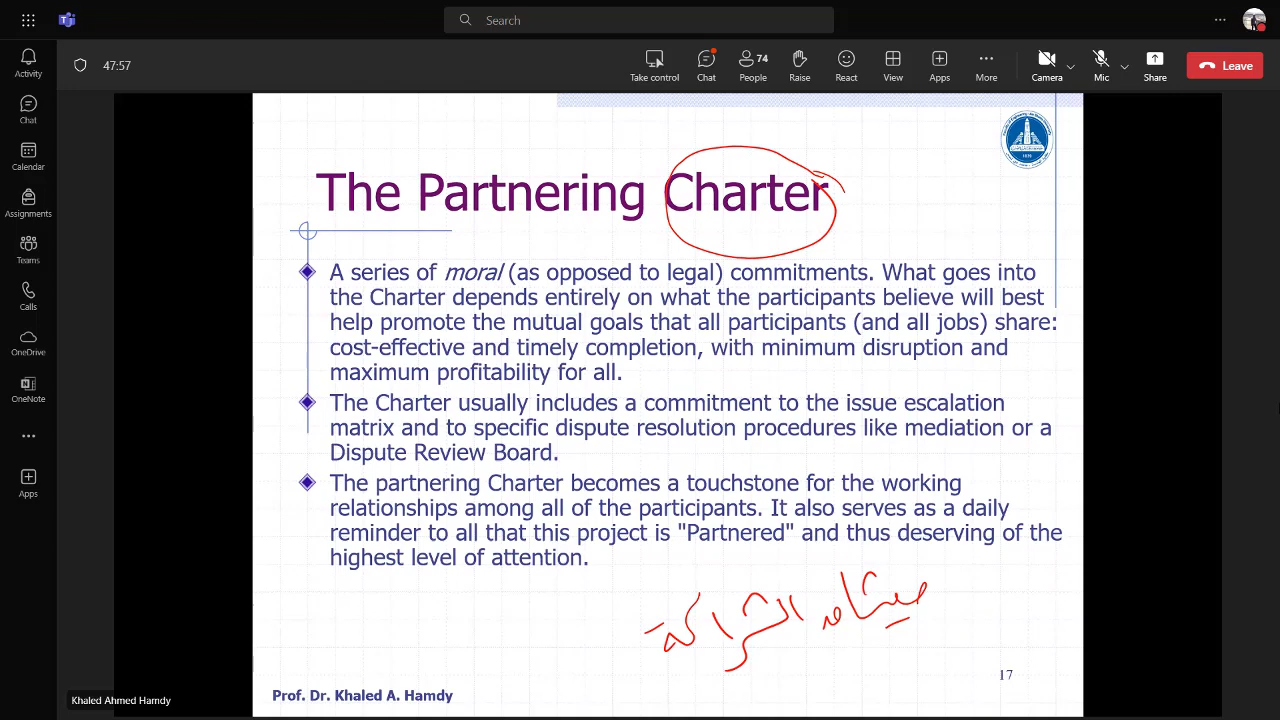 Search
47:57
Take control
Chat
74
People
Raise
React
View
Apps
More
Camera
Mic
Share
Leave
Activity
Chat
Calendar
Assignments
Teams
Calls
OneDrive
OneNote
Apps
The Partnering Charter
A series of moral (as opposed to legal) commitments. What goes into
the Charter depends entirely on what the participants believe will best
help promote the mutual goals that all participants (and all jobs) share:
cost-effective and timely completion, with minimum disruption and
maximum profitability for all.
The Charter usually includes a commitment to the issue escalation
matrix and to specific dispute resolution procedures like mediation or a
Dispute Review Board.
The partnering Charter becomes a touchstone for the working
relationships among all of the participants. It also serves as a daily
reminder to all that this project is "Partnered" and thus deserving of the
highest level of attention.
ميثاق الشراكة
17
Prof. Dr. Khaled A. Hamdy
Khaled Ahmed Hamdy